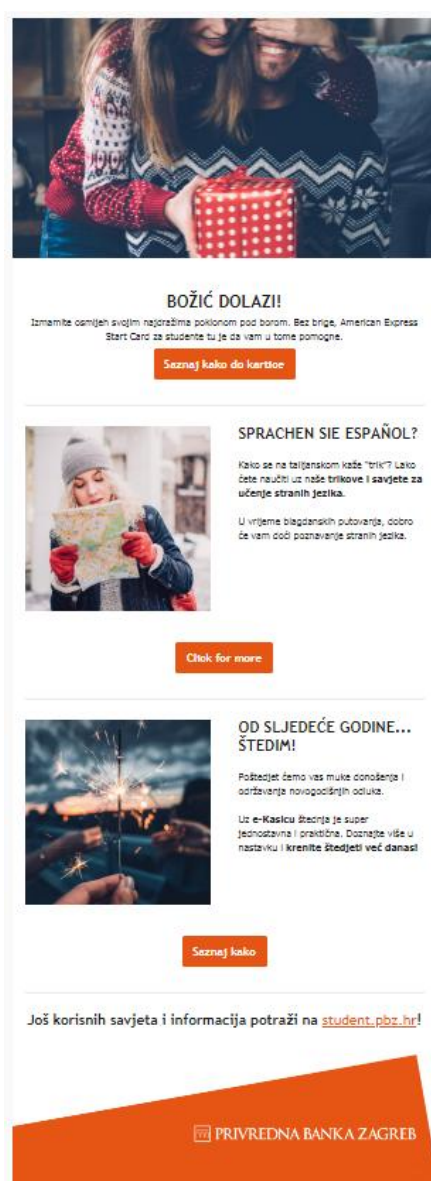 BOŽIĆ DOLAZI!
Izmamite osmijeh svojim najdražima poklonom pod borom. Bez brige, American Express
Start Card za studente tu je da vam u tome pomogne.
Saznaj kako do kartice
SPRACHEN SIE ESPAÑOL?
Kako se na talijanskom kaže "trik"? Lako
ćete naučiti uz naše trikove i savjete za
učenje stranih jezika.
U vrijeme blagdanskih putovanja, dobro
će vam doći poznavanje stranih jezika.
Click for more
OD SLJEDEĆE GODINE...
ŠTEDIM!
Poštedjet ćemo vas muke donošenja i
održavanja novogodišnjih odluka.
Uz e-Kasicu štednja je super
jednostavna i praktična. Doznajte više u
nastavku i krenite štedjeti već danas!
Saznaj kako
Još korisnih savjeta i informacija potraži na student.pbz.hr!
PRIVREDNA BANKA ZAGREB